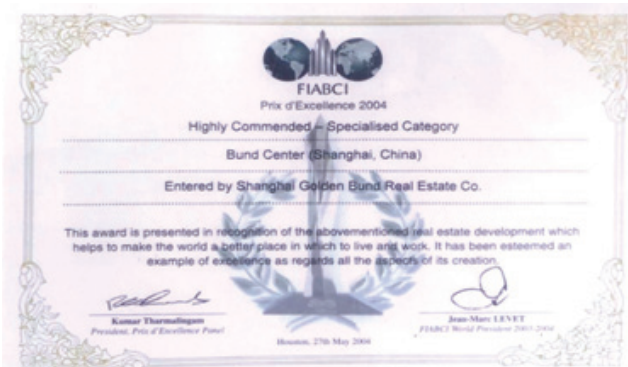 FIABCI
Prix d'Excellence 2004
Highly Commended – Specialised Category
Bund Center (Shanghai, China)
Entered by Shanghai Golden Bund Real Estate Co.
This award is presented in recognition of the abovementioned real estate development which
helps to make the world a better place in which to live and work. It has been esteemed an
example of excellence as regards all the aspects of its creation.
Kumar Tharmalingam
President, Prix d'Excellence Panel
Jean-Marc LEVET
FIABCI World President 2003-2004
Houston, 27th May 2004